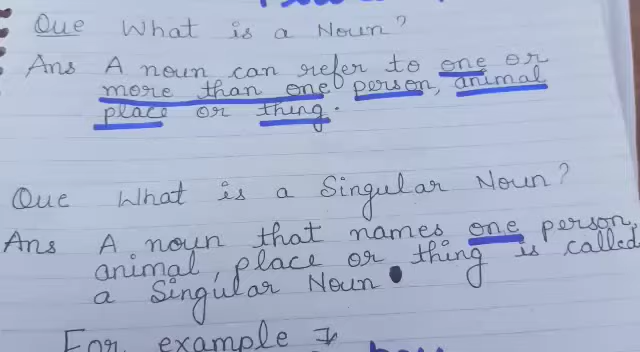 Que What is a Noun?
Ans A noun can refer to one or
more than one person, animal
place or thing.
Que What is a Singular Noun?
Ans A noun that names one person,
animal, place or thing is called
a Singular Noun.
For example